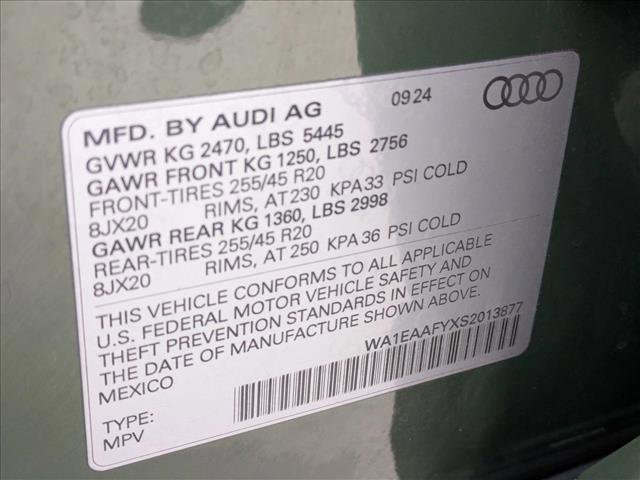 MFD. BY AUDI AG 09 24
GVWR KG 2470, LBS 5445
GAWR FRONT KG 1250, LBS 2756
FRONT-TIRES 255/45 R20
8JX20 RIMS, AT 230 KPA 33 PSI COLD
GAWR REAR KG 1360, LBS 2998
REAR-TIRES 255/45 R20
8JX20 RIMS, AT 250 KPA 36 PSI COLD
THIS VEHICLE CONFORMS TO ALL APPLICABLE
U.S. FEDERAL MOTOR VEHICLE SAFETY AND
THEFT PREVENTION STANDARDS IN EFFECT ON
THE DATE OF MANUFACTURE SHOWN ABOVE.
MEXICO
WA1EAAFYXS2013877
TYPE:
MPV